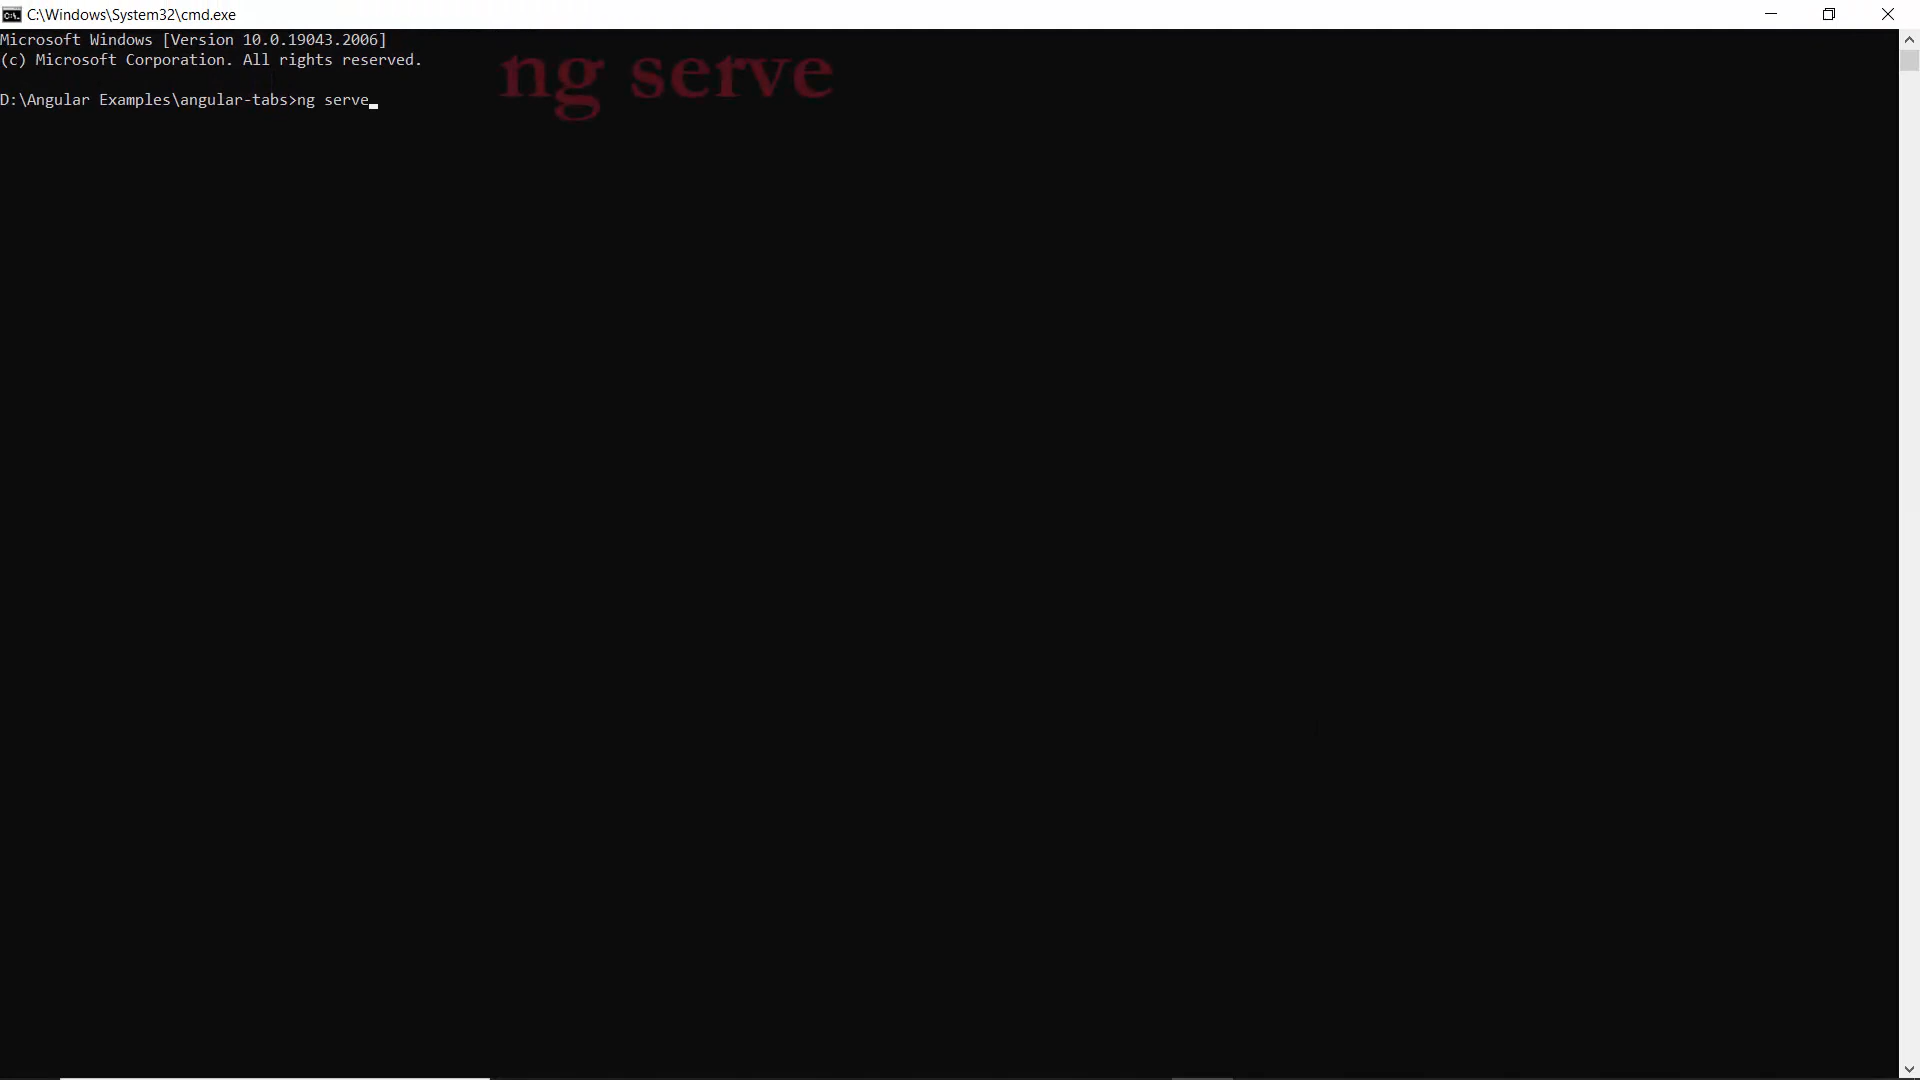 C:\Windows\System32\cmd.exe
Microsoft Windows [Version 10.0.19043.2006]
(c) Microsoft Corporation. All rights reserved.
ng serve
D:\Angular Examples\angular-tabs>ng serve